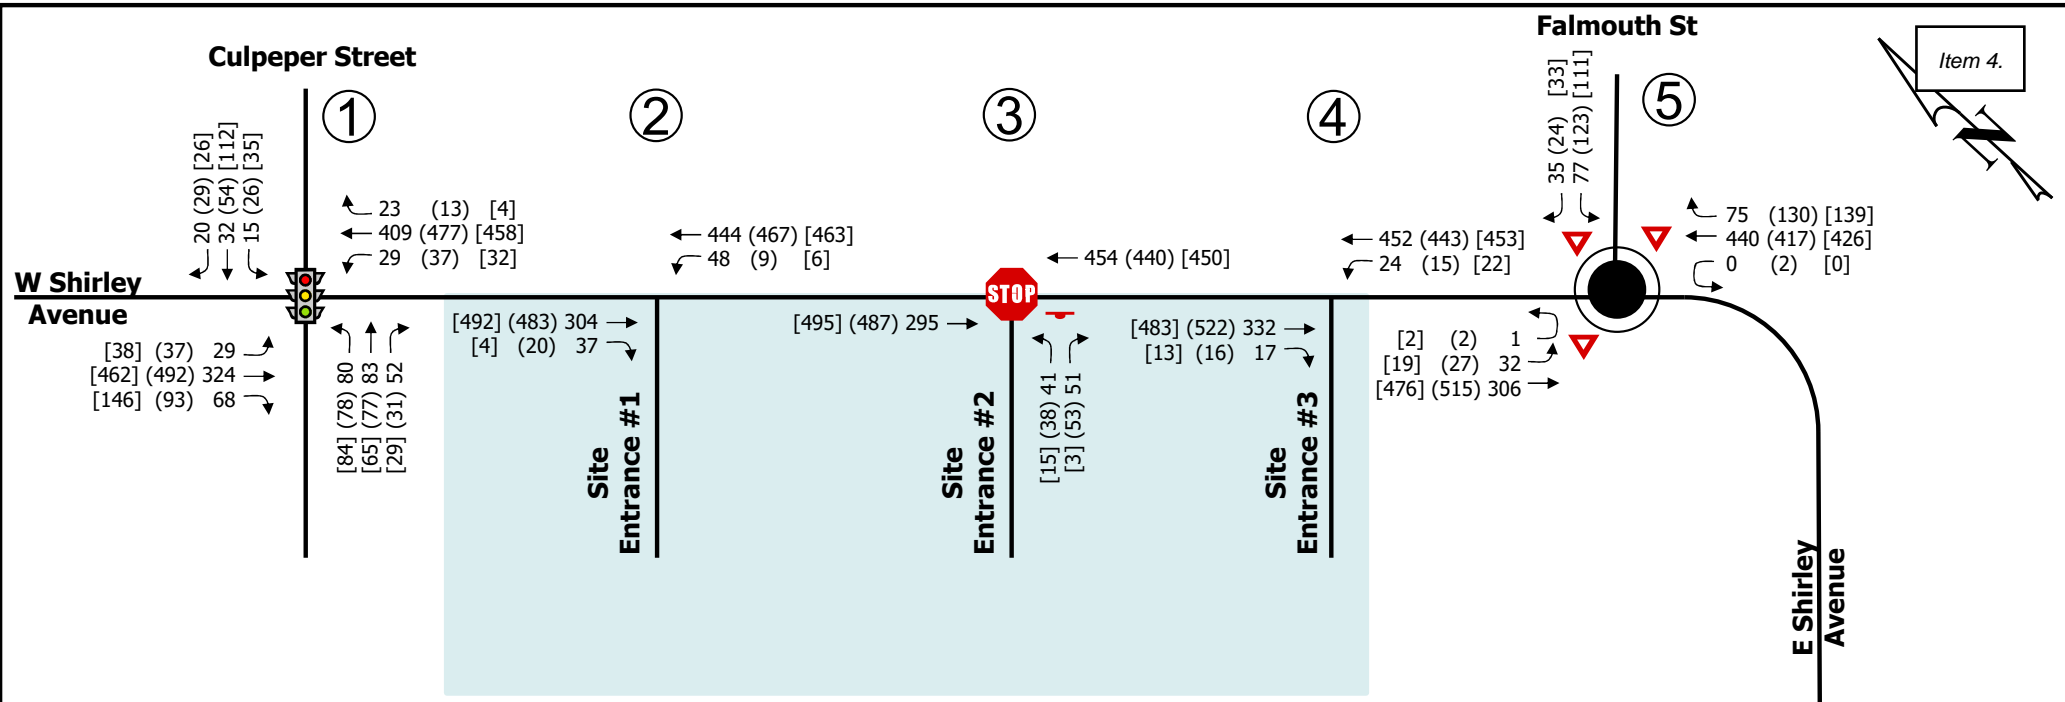 Falmouth St
Item 4.
Culpeper Street
1
2
3
4
5
20 (29) [26]
32 (54) [112]
15 (26) [35]
35 (24) [33]
77 (123) [111]
23 (13) [4]
409 (477) [458]
29 (37) [32]
444 (467) [463]
48 (9) [6]
454 (440) [450]
452 (443) [453]
24 (15) [22]
75 (130) [139]
440 (417) [426]
0 (2) [0]
W Shirley
Avenue
STOP
[38] (37) 29
[462] (492) 324
[146] (93) 68
[84] (78) 80
[65] (77) 83
[29] (31) 52
[492] (483) 304
[4] (20) 37
[495] (487) 295
[15] (38) 41
[3] (53) 51
[483] (522) 332
[13] (16) 17
[2] (2) 1
[19] (27) 32
[476] (515) 306
Site
Entrance #1
Site
Entrance #2
Site
Entrance #3
E Shirley
Avenue
N